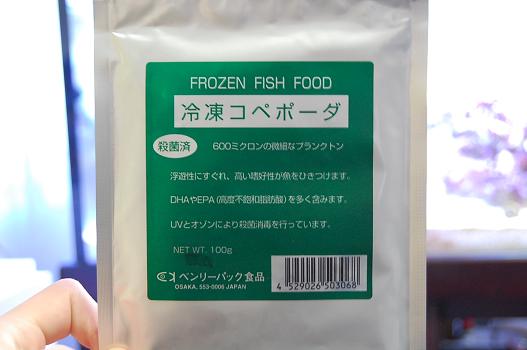 FROZEN FISH FOOD
冷凍コペポーダ
殺菌済 600ミクロンの微細なプランクトン
浮遊性にすぐれ、高い嗜好性が魚をひきつけます。
DHAやEPA(高度不飽和脂肪酸)を多く含みます。
UVとオゾンにより殺菌消毒を行っています。
NET WT. 100g
ベンリーパック食品
OSAKA, 553-0006 JAPAN
4 529026 503068